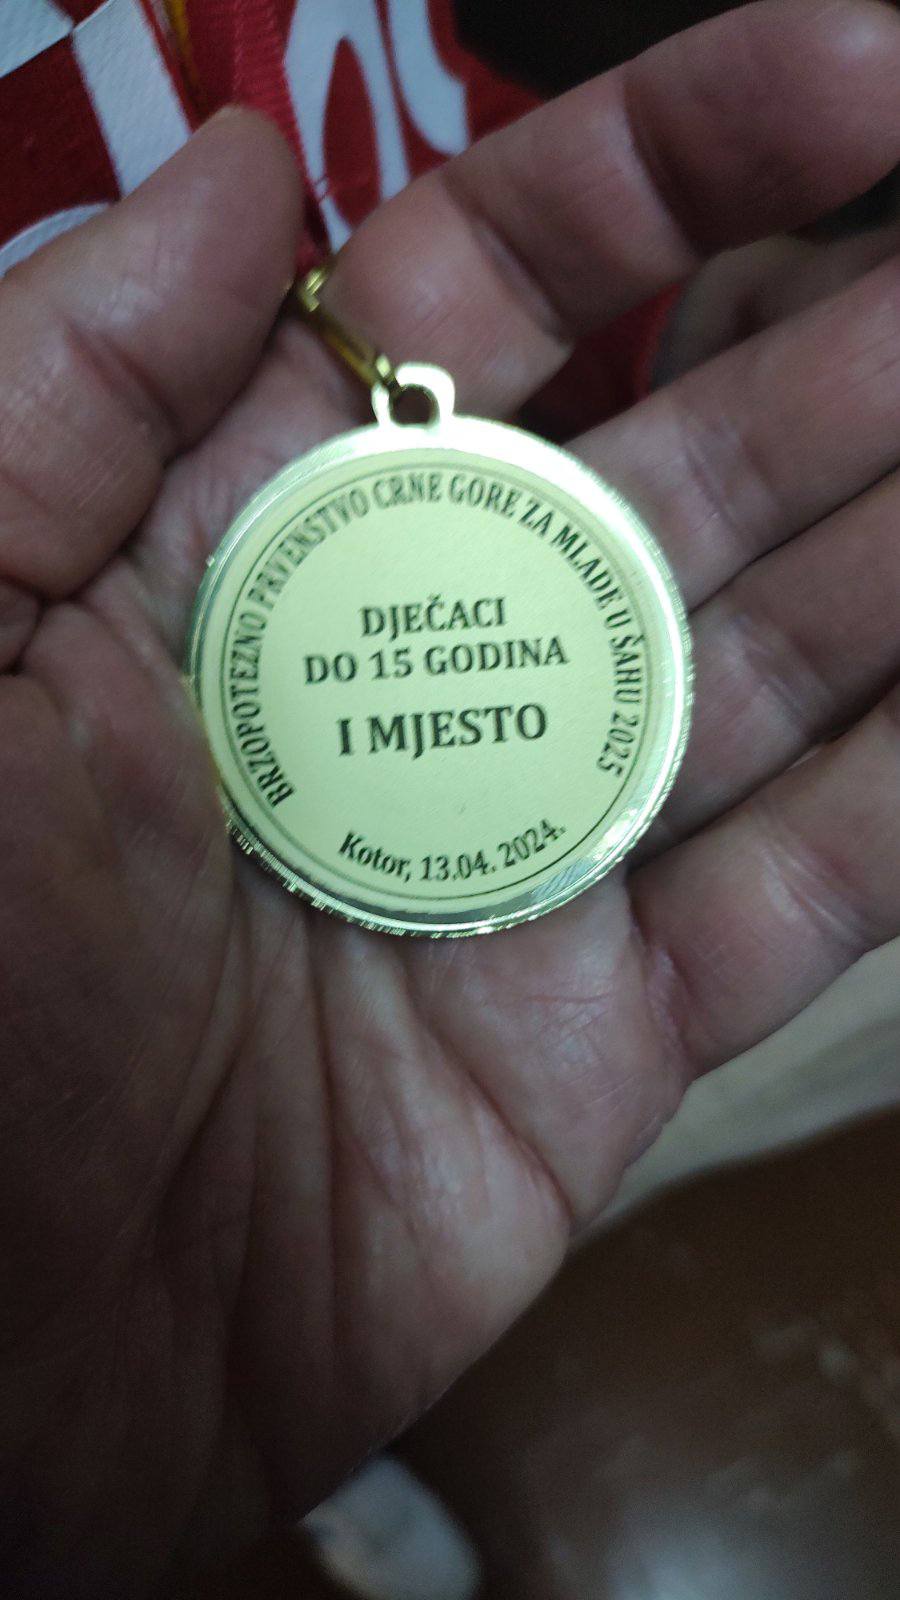 BRZOPOTEZNO PRVENSTVO CRNE GORE ZA MLADE U ŠAHU 2025
DJEČACI
DO 15 GODINA
I MJESTO
Kotor, 13.04. 2024.